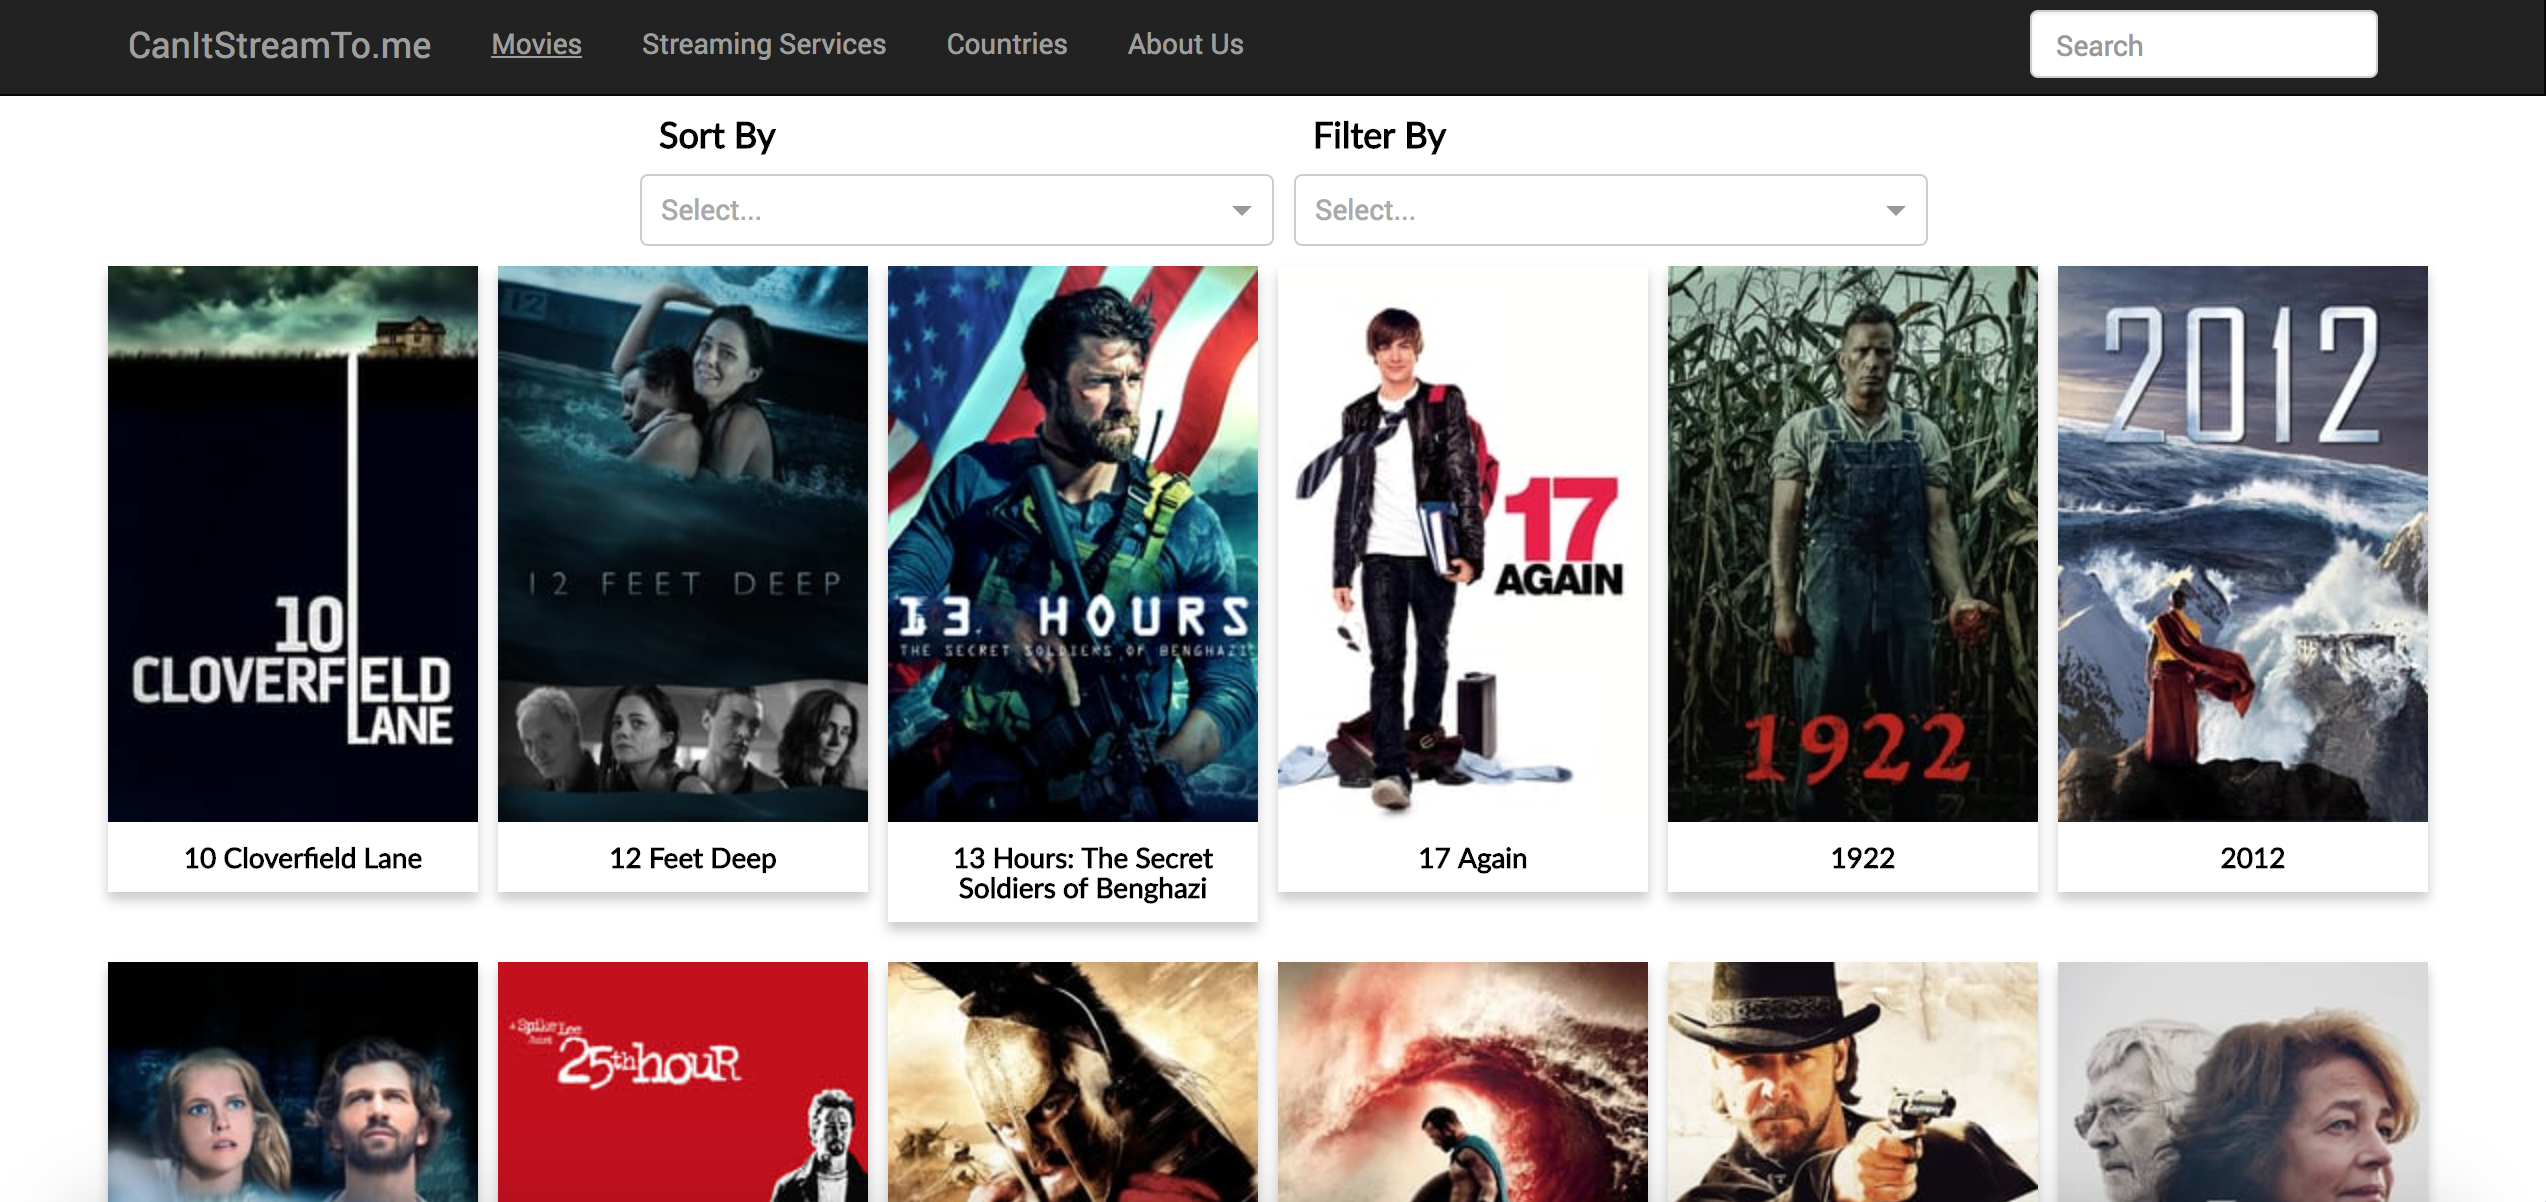 CanItStreamTo.me Movies Streaming Services Countries About Us Search
Sort By Filter By
Select... Select...
12
10
CLOVERFIELD
LANE
12 FEET DEEP
13 HOURS
THE SECRET SOLDIERS OF BENGHAZI
17
AGAIN
1922
2012
10 Cloverfield Lane
12 Feet Deep
13 Hours: The Secret
Soldiers of Benghazi
17 Again
1922
2012
a Spike Lee
Joint
25th hour